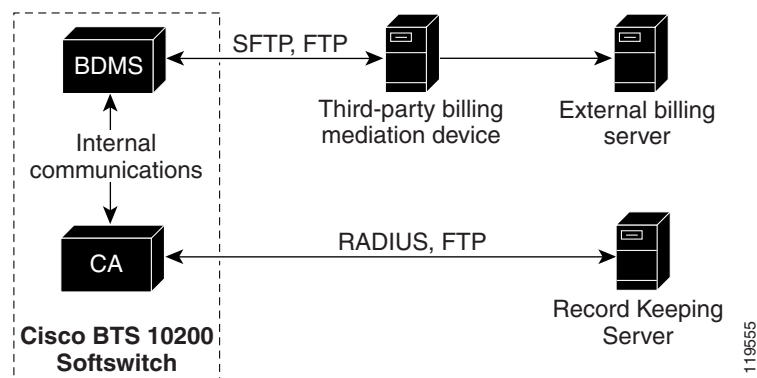 BDMS
SFTP, FTP
Third-party billing
mediation device
External billing
server
Internal
communications
CA
RADIUS, FTP
Record Keeping
Server
Cisco BTS 10200
Softswitch
119555